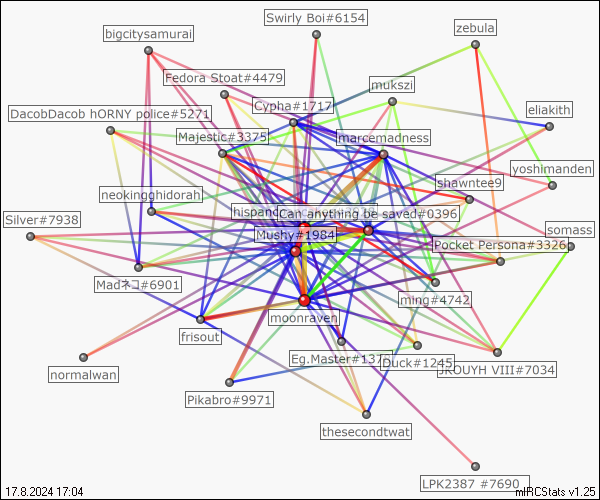 Swirly Boi#6154
zebula
bigcitysamurai
Fedora Stoat#4479
mukszi
Cypha#1717
eliakith
DacobDacob hORNY police#5271
Majestic#3375
marcemadness
yoshimanden
shawntee9
neokingghidorah
Can anything be saved#0396
Silver#7938
Mushy#1984
somass
Pocket Persona#3326
Madネコ#6901
ming#4742
moonraven
frisout
Eg.Master#137
Duck#1245
JROUYH VIII#7034
normalwan
Pikabro#9971
thesecondtwat
LPK2387 #7690
17.8.2024 17:04
mIRCStats v1.25